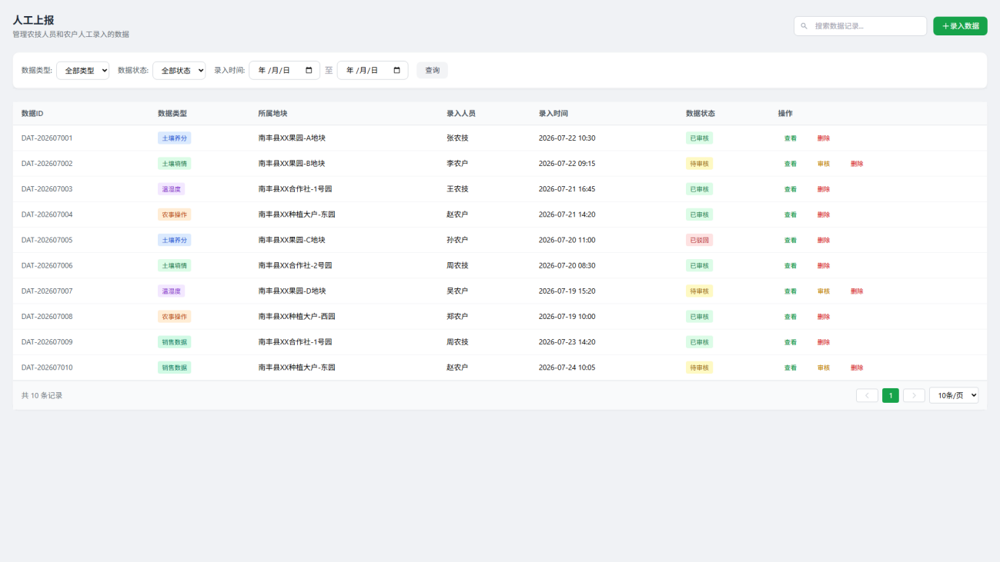 人工上报
管理农技人员和农户人工录入的数据
搜索数据记录...
＋录入数据
数据类型: 全部类型 数据状态: 全部状态 录入时间: 年 /月/日 至 年 /月/日 查询
数据ID 数据类型 所属地块 录入人员 录入时间 数据状态 操作
DAT-202607001 土壤养分 南丰县XX果园-A地块 张农技 2026-07-22 10:30 已审核 查看 删除
DAT-202607002 土壤墒情 南丰县XX果园-B地块 李农户 2026-07-22 09:15 待审核 查看 审核 删除
DAT-202607003 温湿度 南丰县XX合作社-1号园 王农技 2026-07-21 16:45 已审核 查看 删除
DAT-202607004 农事操作 南丰县XX种植大户-东园 赵农户 2026-07-21 14:20 已审核 查看 删除
DAT-202607005 土壤养分 南丰县XX果园-C地块 孙农户 2026-07-20 11:00 已驳回 查看 删除
DAT-202607006 土壤墒情 南丰县XX合作社-2号园 周农技 2026-07-20 08:30 已审核 查看 删除
DAT-202607007 温湿度 南丰县XX果园-D地块 吴农户 2026-07-19 15:20 待审核 查看 审核 删除
DAT-202607008 农事操作 南丰县XX种植大户-西园 郑农户 2026-07-19 10:00 已审核 查看 删除
DAT-202607009 销售数据 南丰县XX合作社-1号园 周农技 2026-07-23 14:20 已审核 查看 删除
DAT-202607010 销售数据 南丰县XX种植大户-东园 赵农户 2026-07-24 10:05 待审核 查看 审核 删除
共 10 条记录 1 10条/页